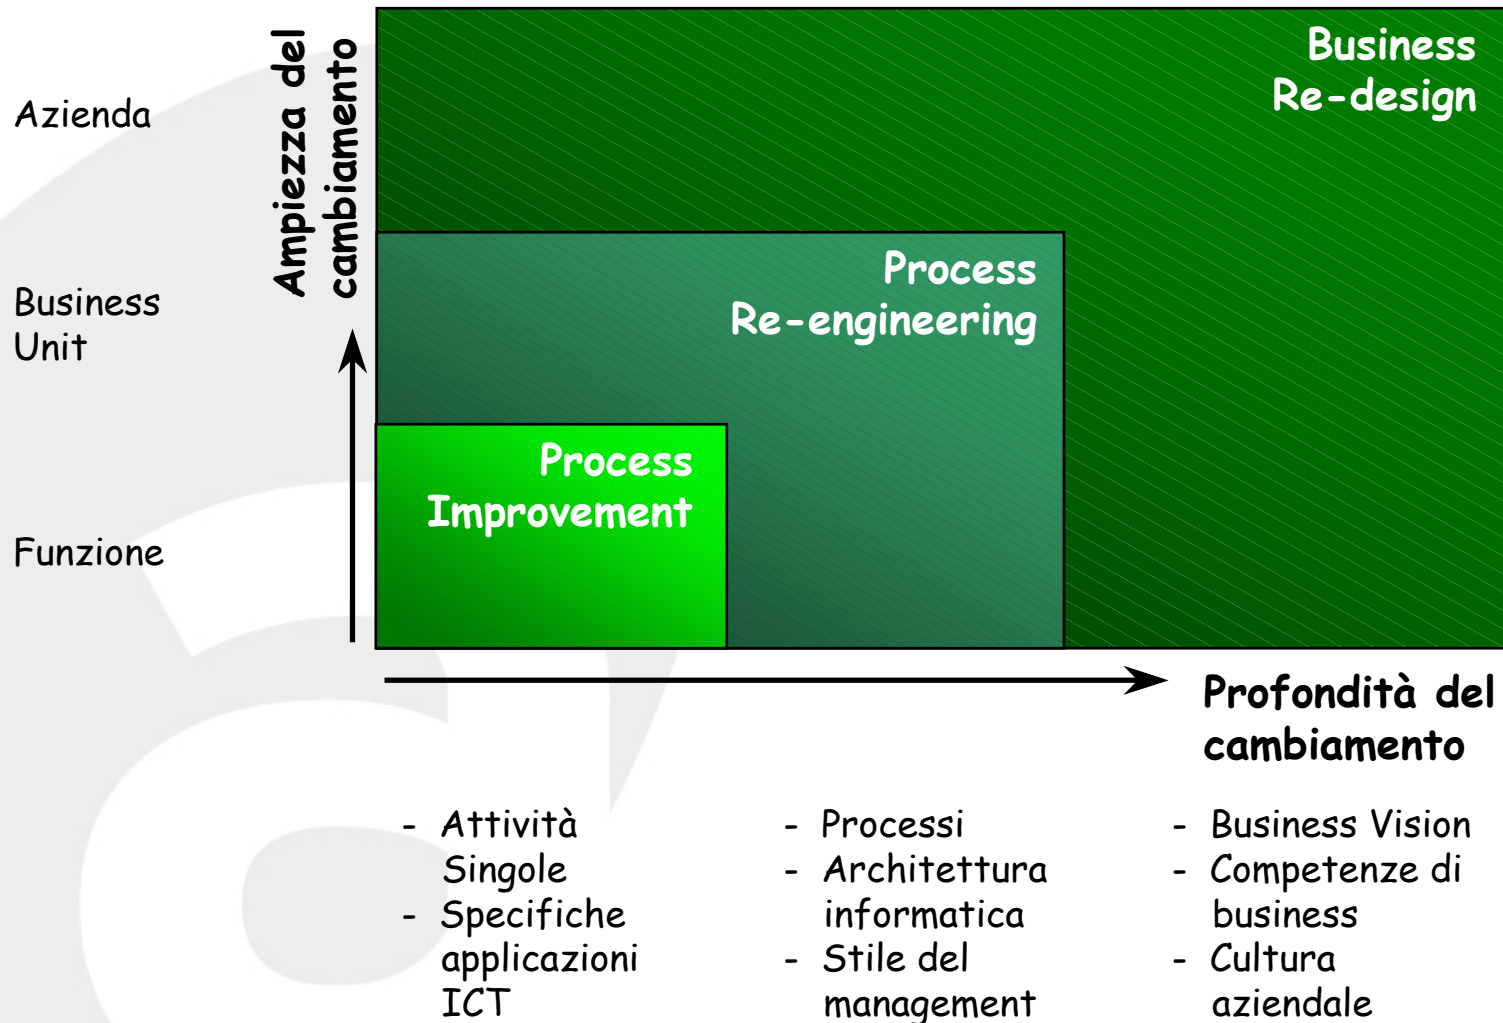 Ampiezza del
cambiamento
Azienda
Business
Unit
Funzione
Business
Re-design
Process
Re-engineering
Process
Improvement
Profondità del
cambiamento
- Attività
Singole
- Specifiche
applicazioni
ICT
- Processi
- Architettura
informatica
- Stile del
management
- Business Vision
- Competenze di
business
- Cultura
aziendale